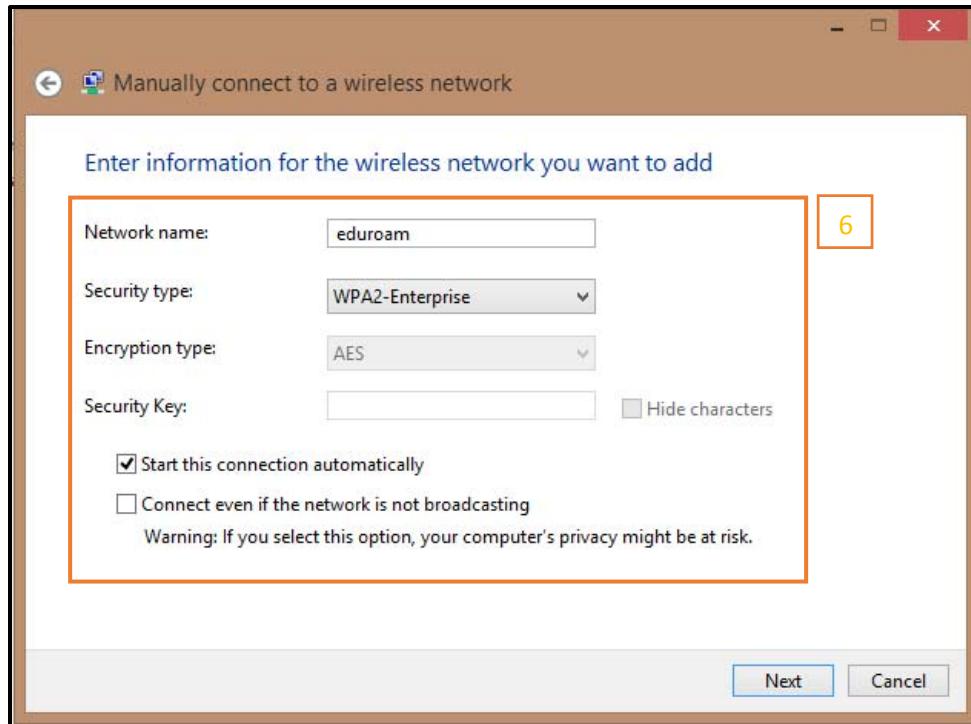 Manually connect to a wireless network
Enter information for the wireless network you want to add
Network name: eduroam
6
Security type: WPA2-Enterprise
Encryption type: AES
Security Key: Hide characters
Start this connection automatically
Connect even if the network is not broadcasting
Warning: If you select this option, your computer's privacy might be at risk.
Next Cancel